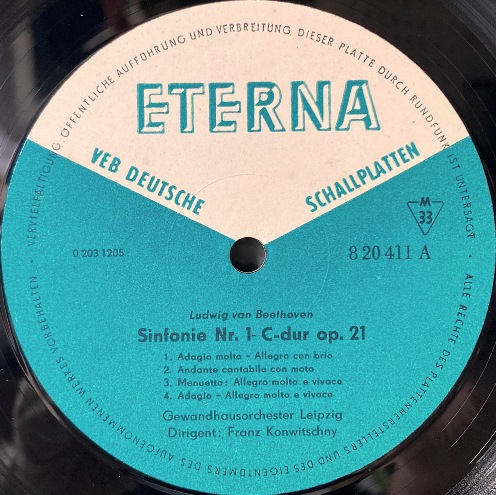 VERVIELFÄLTIGUNG, ÖFFENTLICHE AUFFÜHRUNG UND VERBREITUNG DIESER PLATTE DURCH RUNDFUNK IST UNTERSAGT
ETERNA
VEB DEUTSCHE SCHALLPLATTEN
M
33
0 203 1205
8 20 411 A
Ludwig van Beethoven
Sinfonie Nr. 1 - C-dur op. 21
1. Adagio molto - Allegro con brio
2. Andante cantabile con moto
3. Menuetto: Allegro molto e vivace
4. Adagio - Allegro molto e vivace
Gewandhausorchester Leipzig
Dirigent: Franz Konwitschny
ALLE RECHTE DES PLATTENHERSTELLERS UND DES EIGENTÜMERS DES AUFGENOMMENEN WERKES VORBEHALTEN